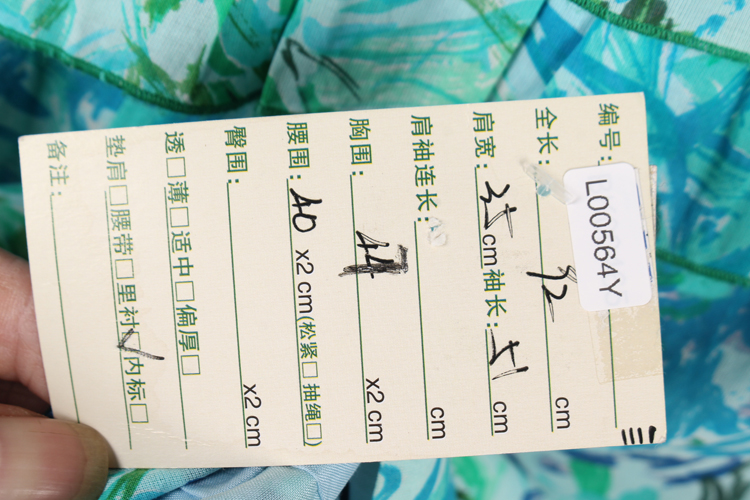 编号: L00564Y
全长: 92 cm
肩宽: 35 cm 袖长: 51 cm
肩袖连长: cm
胸围: 44 x2 cm
腰围: 40 x2 cm (松紧□ 抽绳□)
臀围: x2 cm
透□ 薄□ 适中□ 偏厚□
垫肩□ 腰带□ 里衬☑ 内标□
备注: